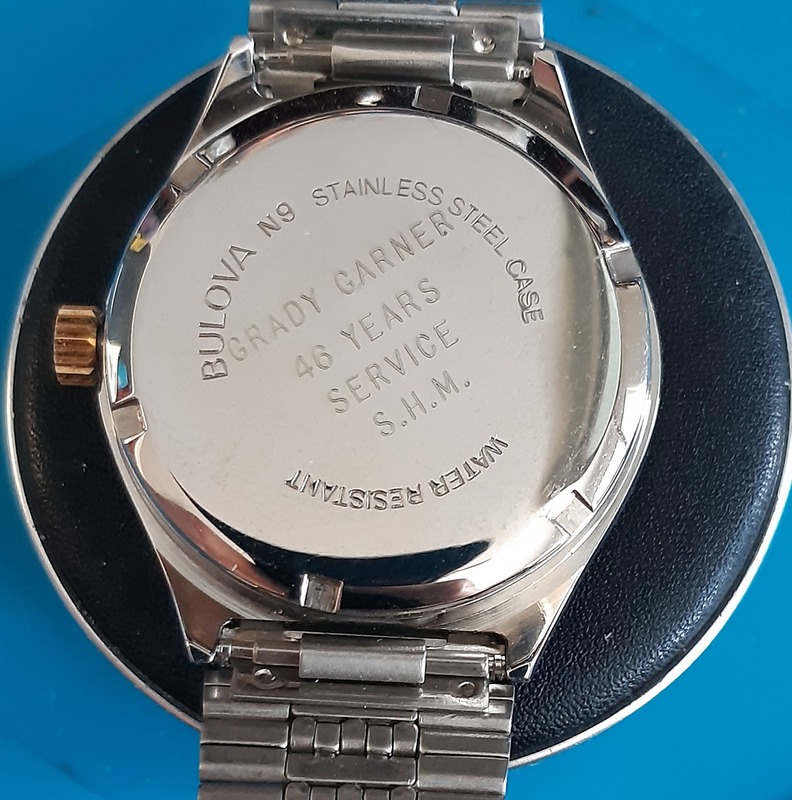 BULOVA N9 STAINLESS STEEL CASE
GRADY GARNER
46 YEARS
SERVICE
S.H.M.
WATER RESISTANT